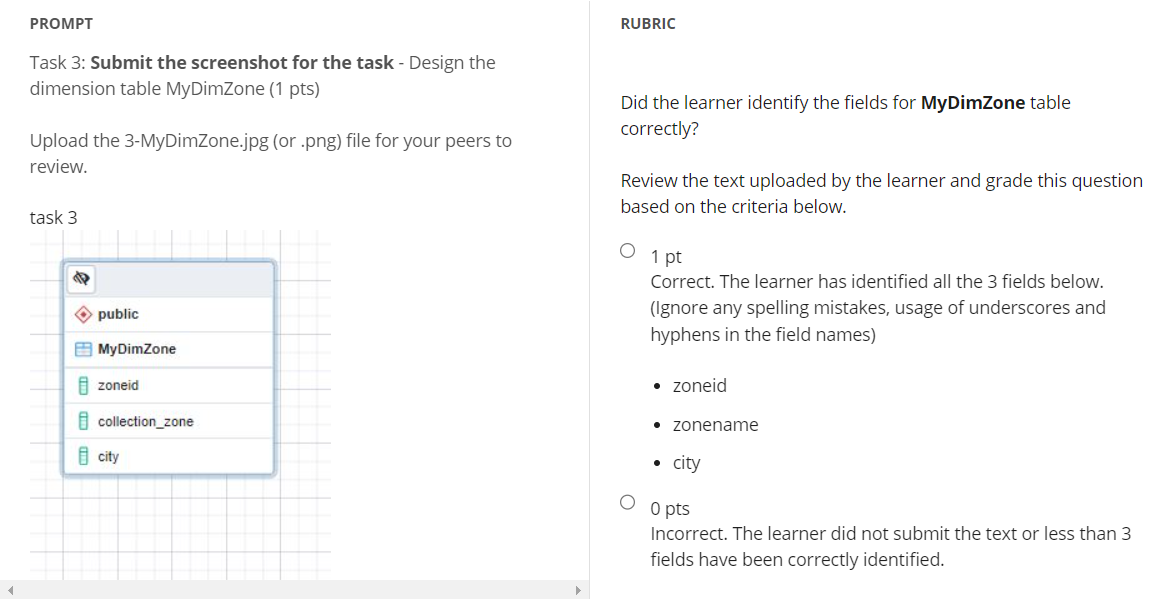 PROMPT
Task 3: Submit the screenshot for the task - Design the
dimension table MyDimZone (1 pts)
Upload the 3-MyDimZone.jpg (or .png) file for your peers to
review.
task 3
public
MyDimZone
zoneid
collection_zone
city
RUBRIC
Did the learner identify the fields for MyDimZone table
correctly?
Review the text uploaded by the learner and grade this question
based on the criteria below.
1 pt
Correct. The learner has identified all the 3 fields below.
(Ignore any spelling mistakes, usage of underscores and
hyphens in the field names)
• zoneid
• zonename
• city
0 pts
Incorrect. The learner did not submit the text or less than 3
fields have been correctly identified.